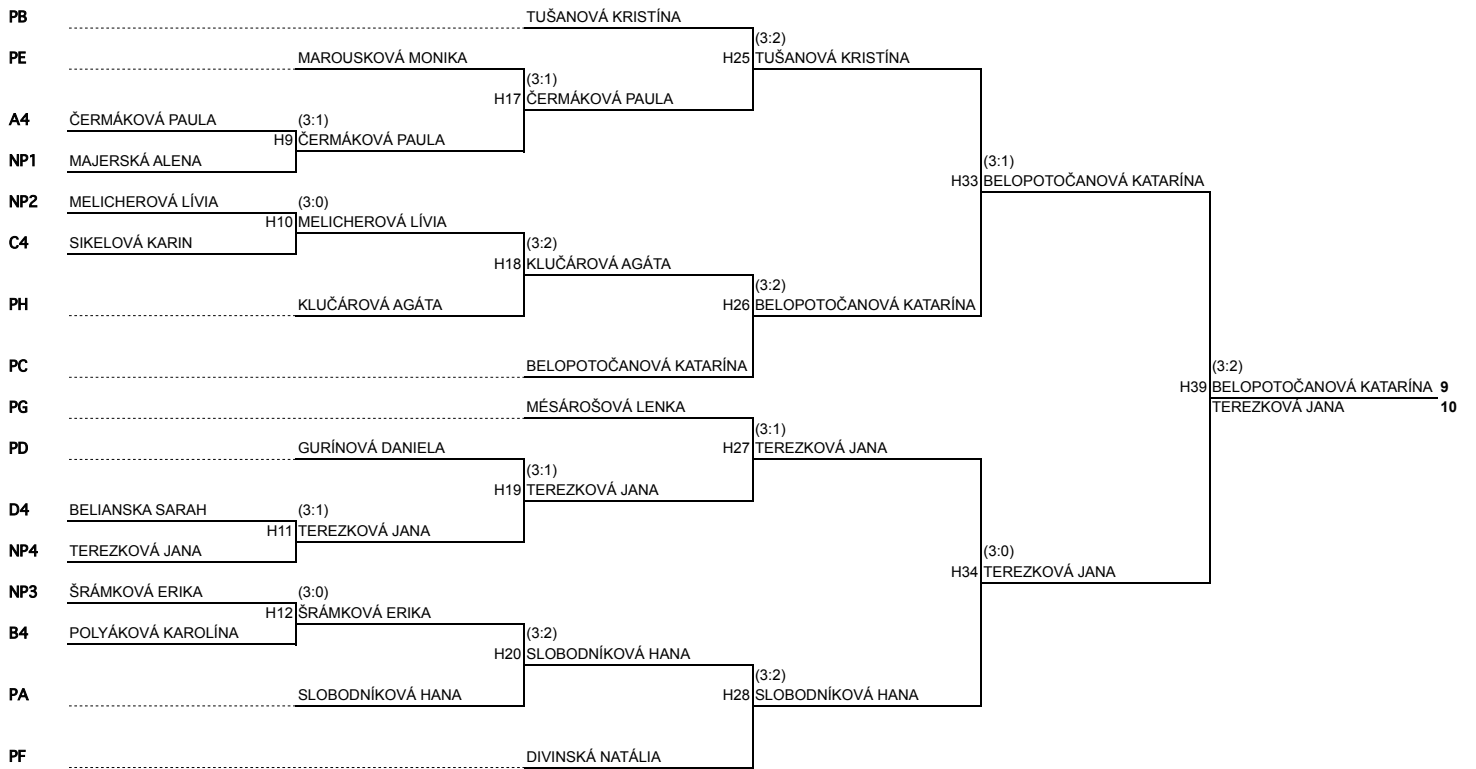 PB TUŠANOVÁ KRISTÍNA
(3:2)
PE MAROUSKOVÁ MONIKA H25 TUŠANOVÁ KRISTÍNA
(3:1)
H17 ČERMÁKOVÁ PAULA
A4 ČERMÁKOVÁ PAULA (3:1)
H9 ČERMÁKOVÁ PAULA
NP1 MAJERSKÁ ALENA (3:1)
H33 BELOPOTOČANOVÁ KATARÍNA
NP2 MELICHEROVÁ LÍVIA (3:0)
H10 MELICHEROVÁ LÍVIA
C4 SIKELOVÁ KARIN (3:2)
H18 KLUČÁROVÁ AGÁTA
(3:2)
PH KLUČÁROVÁ AGÁTA H26 BELOPOTOČANOVÁ KATARÍNA
PC BELOPOTOČANOVÁ KATARÍNA (3:2)
H39 BELOPOTOČANOVÁ KATARÍNA 9
PG MÉSÁROŠOVÁ LENKA TEREZKOVÁ JANA 10
(3:1)
PD GURÍNOVÁ DANIELA H27 TEREZKOVÁ JANA
(3:1)
H19 TEREZKOVÁ JANA
D4 BELIANSKA SARAH (3:1)
H11 TEREZKOVÁ JANA
NP4 TEREZKOVÁ JANA (3:0)
H34 TEREZKOVÁ JANA
NP3 ŠRÁMKOVÁ ERIKA (3:0)
H12 ŠRÁMKOVÁ ERIKA
B4 POLYÁKOVÁ KAROLÍNA (3:2)
H20 SLOBODNÍKOVÁ HANA
(3:2)
PA SLOBODNÍKOVÁ HANA H28 SLOBODNÍKOVÁ HANA
PF DIVINSKÁ NATÁLIA